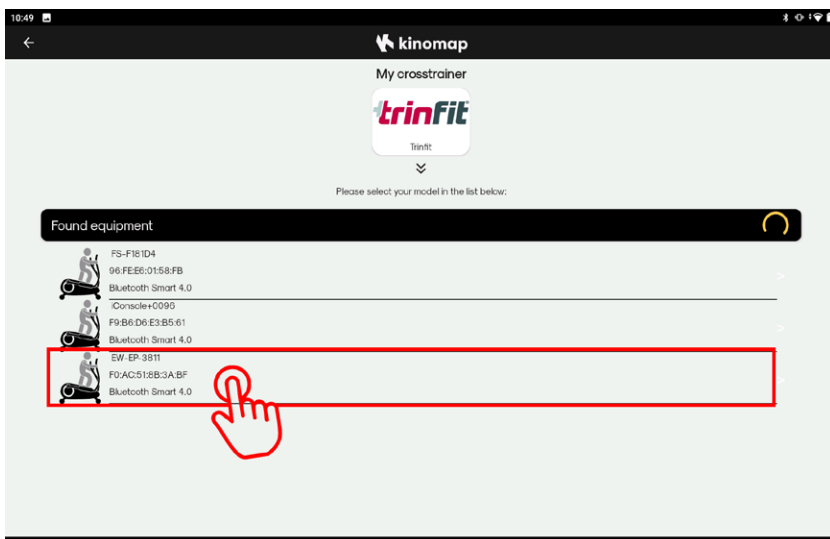 10:49
kinomap
My crosstrainer
trinfit
Trinfit
Please select your model in the list below:
Found equipment
FS-F181D4
96:FE:E6:01:58:FB
Bluetooth Smart 4.0
iConsole+0096
F9:B6:D6:E3:B5:61
Bluetooth Smart 4.0
EW-EP-3811
F0:AC:51:8B:3A:BF
Bluetooth Smart 4.0